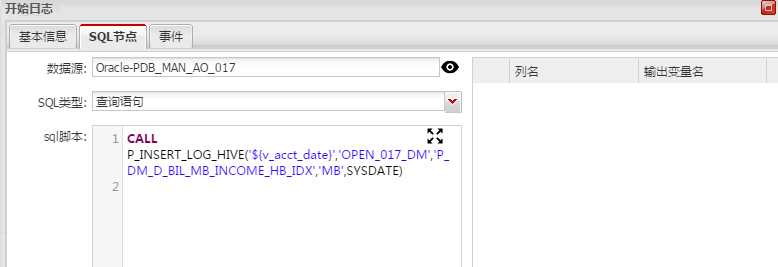 开始日志
基本信息 SQL节点 事件
数据源: Oracle-PDB_MAN_AO_017
列名 输出变量名
SQL类型: 查询语句
sql脚本: 1 CALL
P_INSERT_LOG_HIVE('${v_acct_date}','OPEN_017_DM','P_
DM_D_BIL_MB_INCOME_HB_IDX','MB',SYSDATE)
2